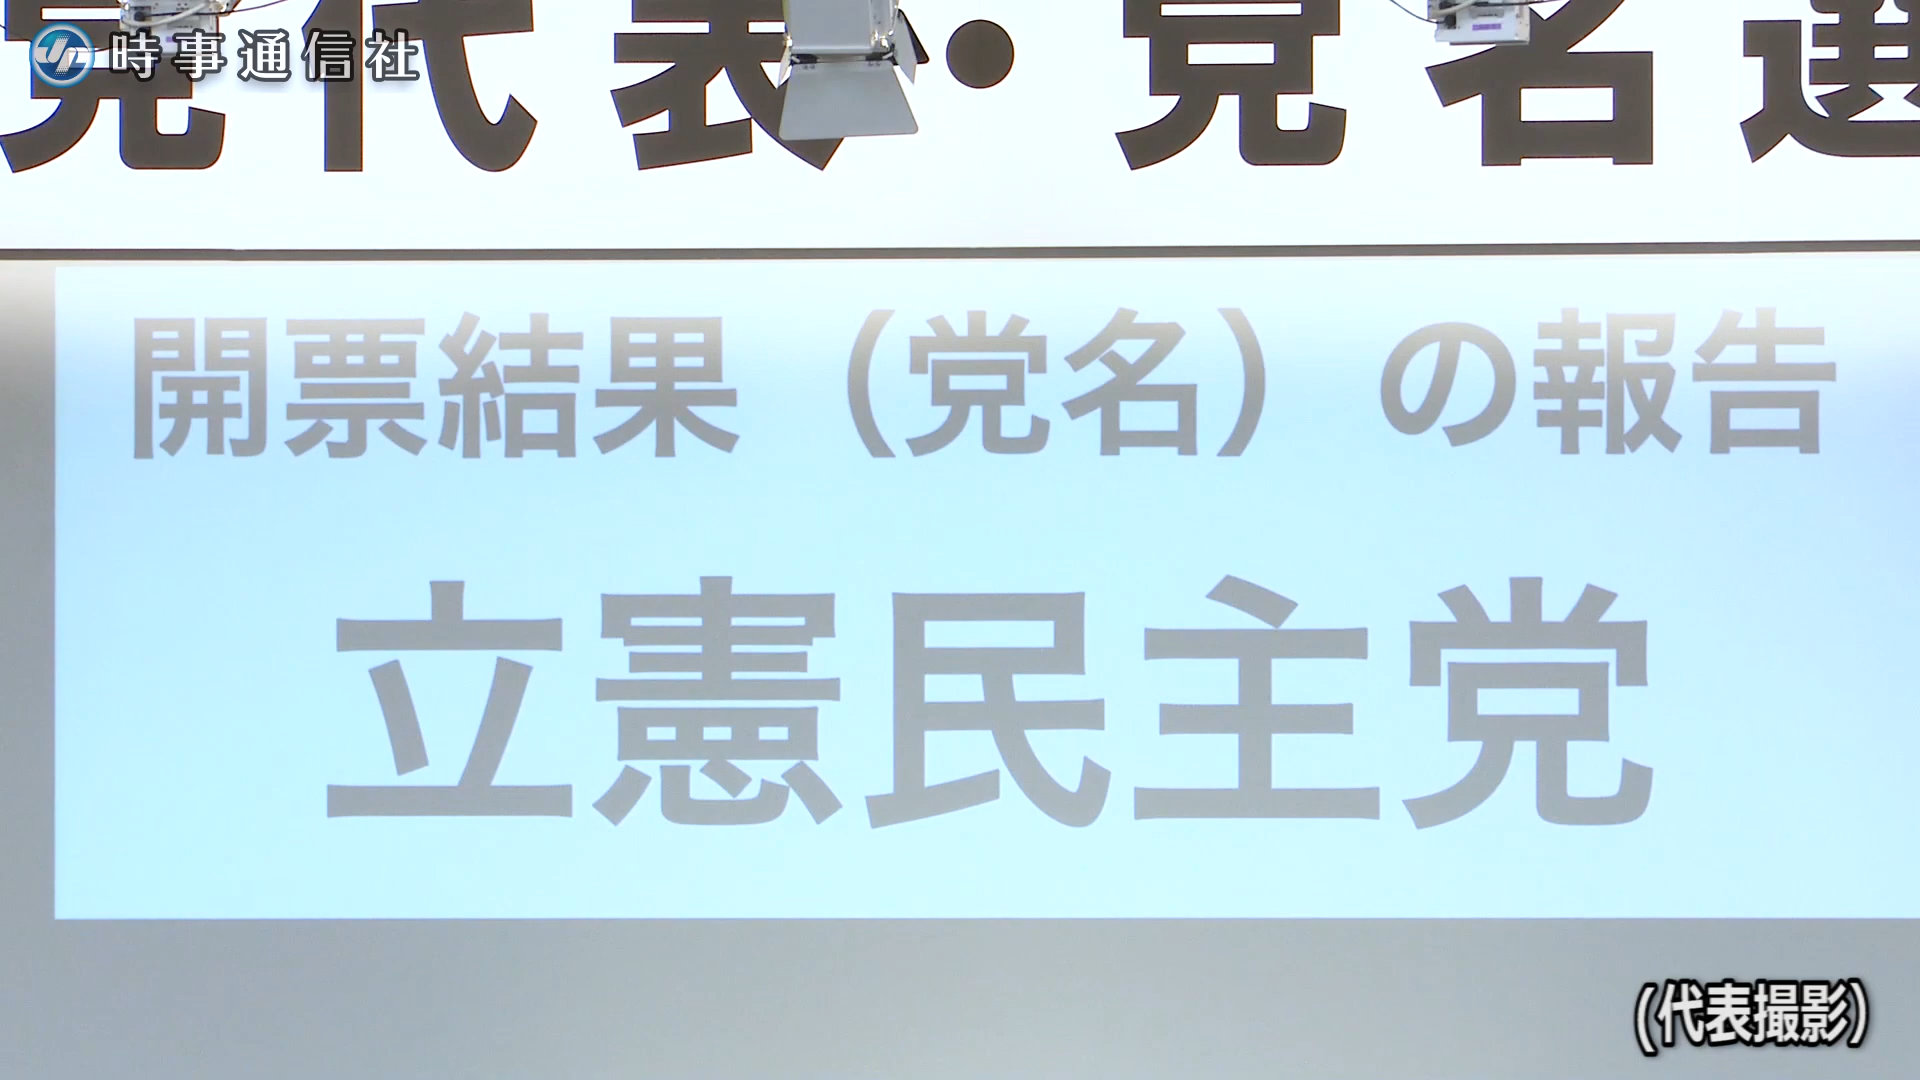 時事通信社
党代表・党名選
開票結果（党名）の報告
立憲民主党
(代表撮影)